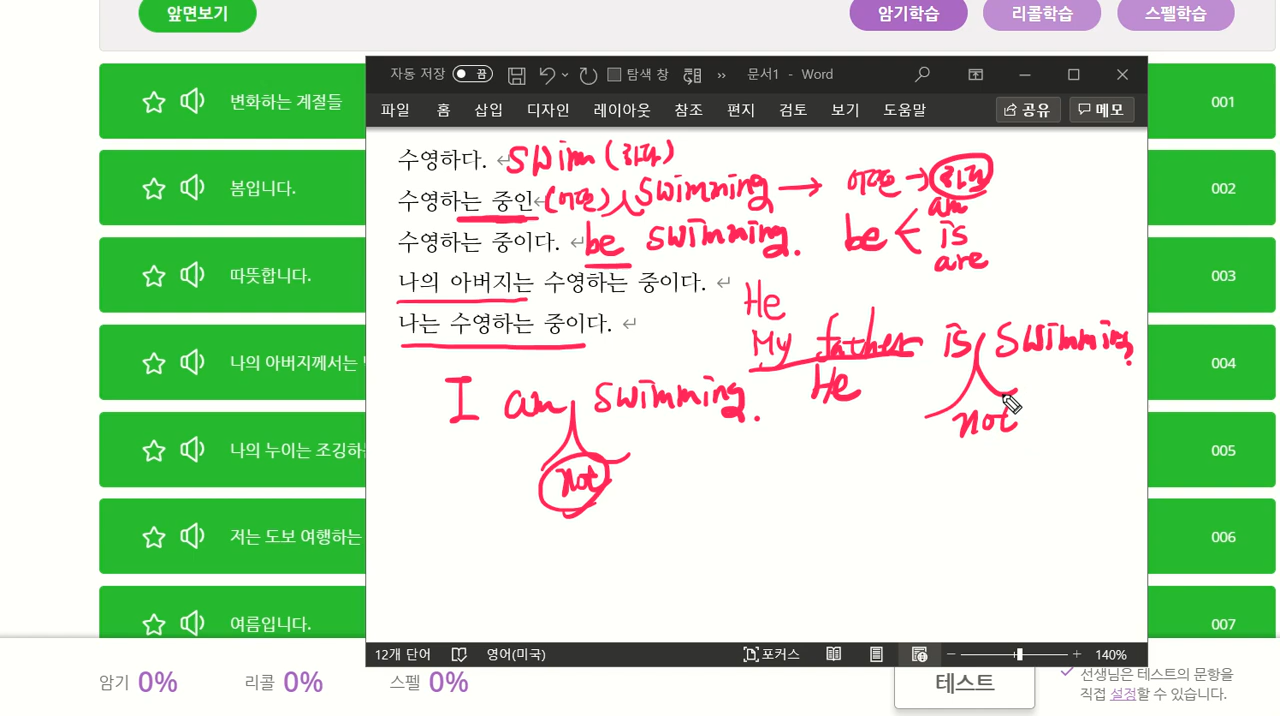 앞면보기
암기학습 리콜학습 스펠학습
변화하는 계절들 001
봄입니다. 002
따뜻합니다. 003
나의 아버지께서는 004
나의 누이는 조깅하는 005
저는 도보 여행하는 006
여름입니다. 007
자동 저장 끔 탐색 창 » 문서1 - Word
파일 홈 삽입 디자인 레이아웃 참조 편지 검토 보기 도움말 공유 메모
수영하다. swim (하다)
수영하는 중인 (어떤) swimming → 어떤 → 하다
수영하는 중이다. be swimming. be < am is are
나의 아버지는 수영하는 중이다.
나는 수영하는 중이다.
He
My father is swimming.
He
not
I am swimming.
not
12개 단어 영어(미국) 포커스 140%
암기 0% 리콜 0% 스펠 0%
테스트
선생님은 테스트의 문항을
직접 설정할 수 있습니다.